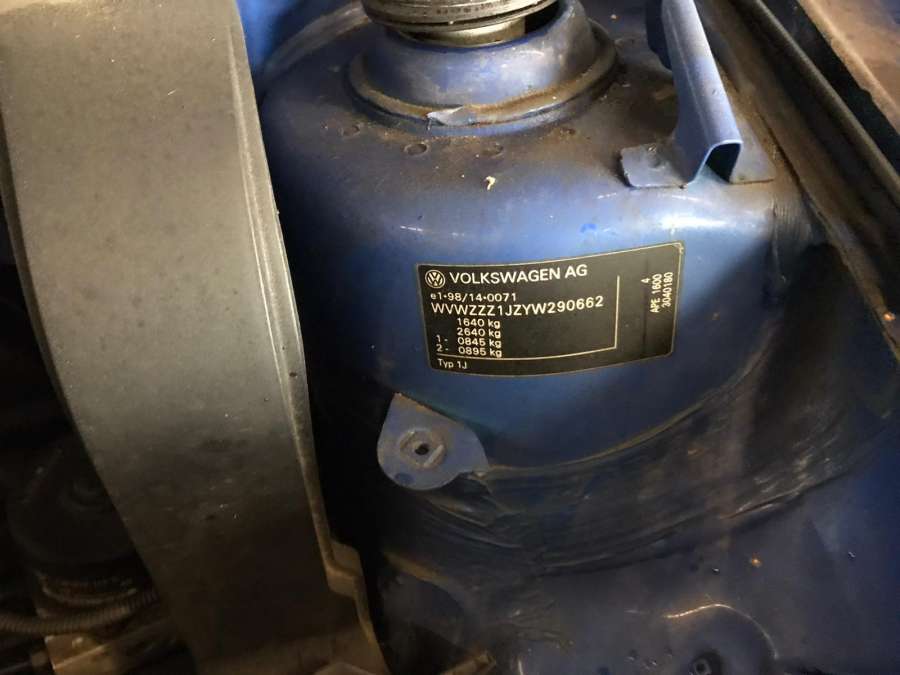 VOLKSWAGEN AG
e1*98/14*0071
WVWZZZ1JZYW290662
1640 kg
2640 kg
1- 0845 kg
2- 0895 kg
Typ 1J
4
APE 1600
3040180